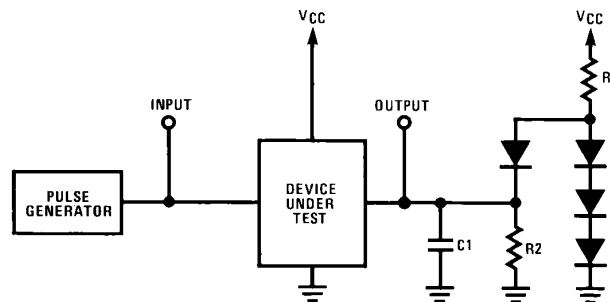 VCC
VCC
R
INPUT
OUTPUT
PULSE
GENERATOR
DEVICE
UNDER
TEST
C1
R2